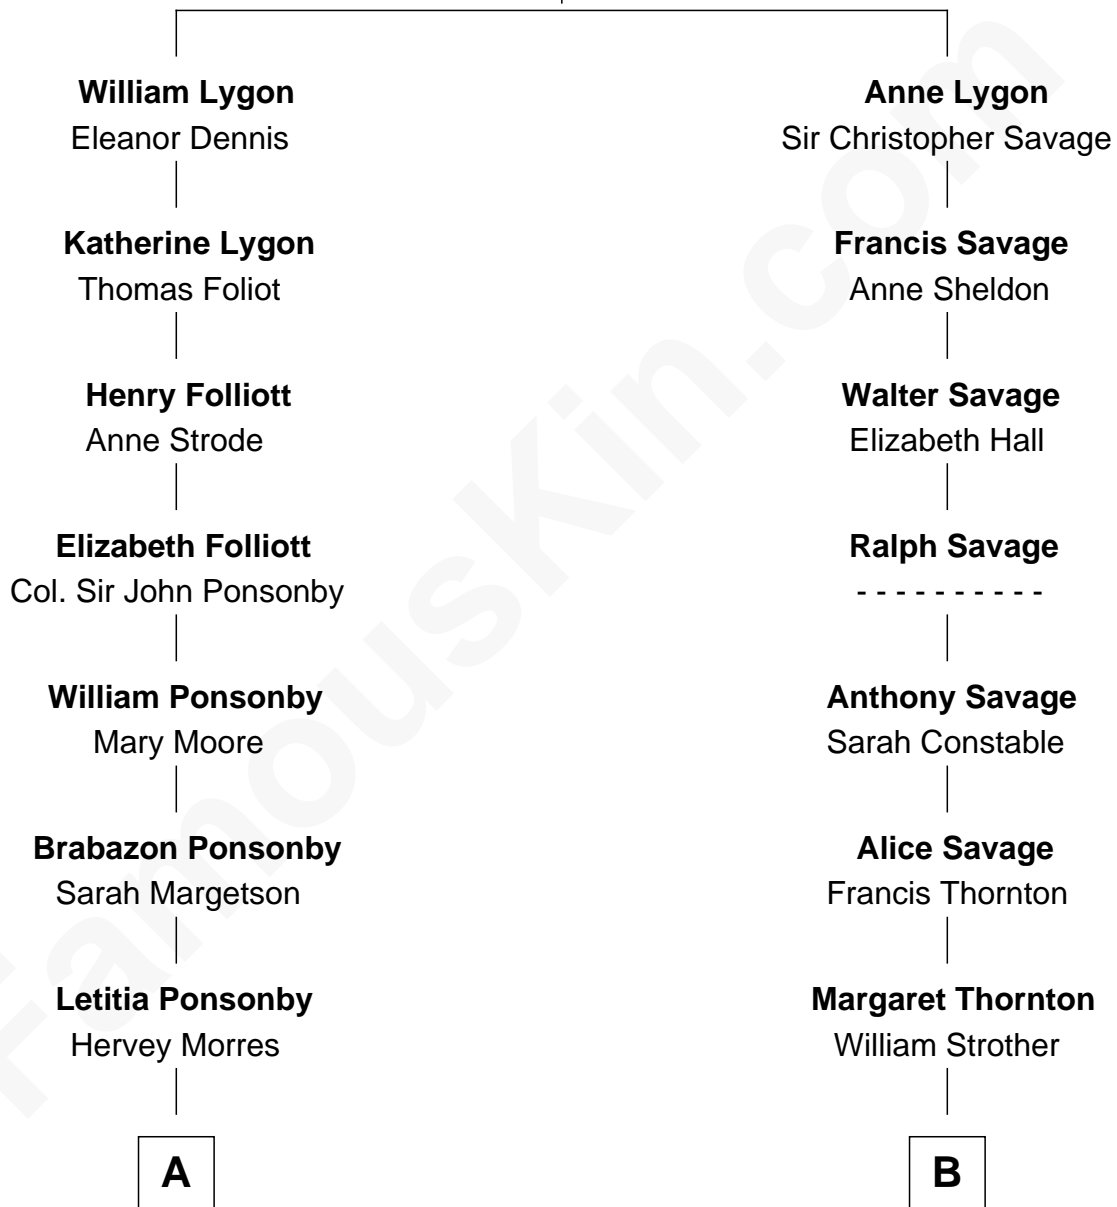 William Lygon
Eleanor Dennis
Katherine Lygon
Thomas Foliot
Henry Folliott
Anne Strode
Elizabeth Folliott
Col. Sir John Ponsonby
William Ponsonby
Mary Moore
Brabazon Ponsonby
Sarah Margetson
Letitia Ponsonby
Hervey Morres
A
Anne Lygon
Sir Christopher Savage
Francis Savage
Anne Sheldon
Walter Savage
Elizabeth Hall
Ralph Savage
- - - - - - - - - -
Anthony Savage
Sarah Constable
Alice Savage
Francis Thornton
Margaret Thornton
William Strother
B
FamousKin.com